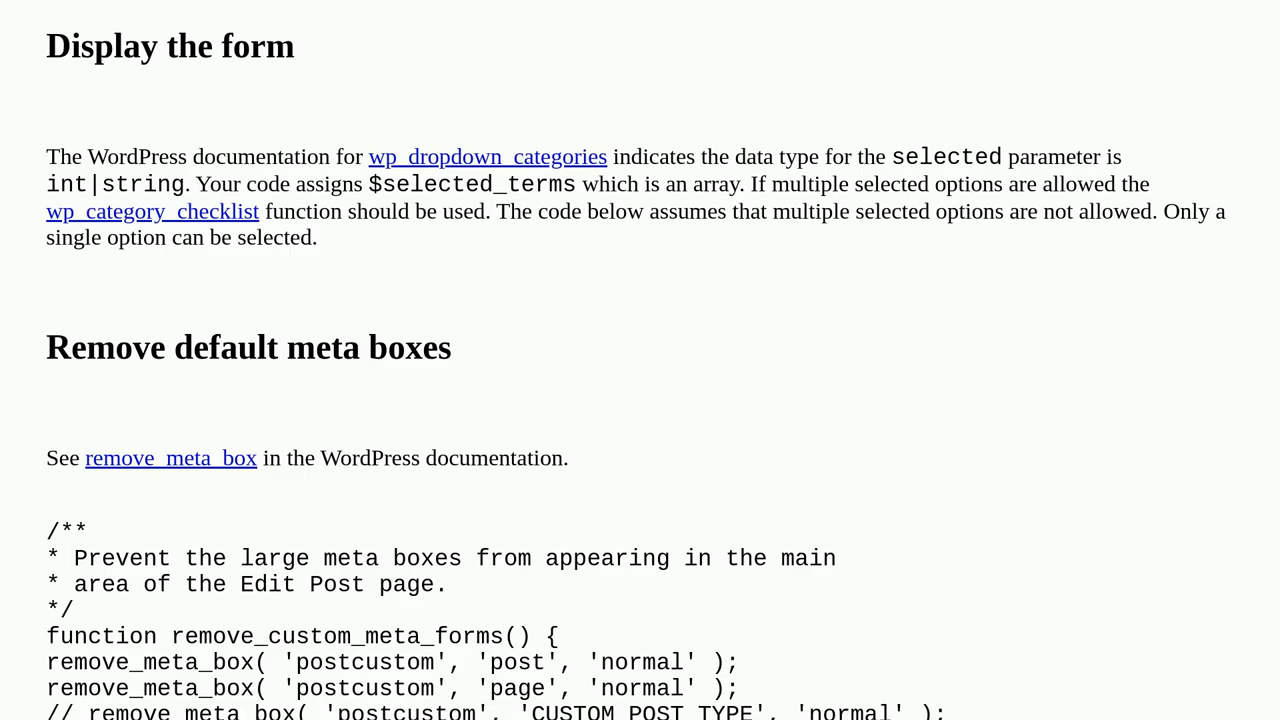 Display the form
The WordPress documentation for wp_dropdown_categories indicates the data type for the selected parameter is
int|string. Your code assigns $selected_terms which is an array. If multiple selected options are allowed the
wp_category_checklist function should be used. The code below assumes that multiple selected options are not allowed. Only a
single option can be selected.
Remove default meta boxes
See remove_meta_box in the WordPress documentation.
/**
* Prevent the large meta boxes from appearing in the main
* area of the Edit Post page.
*/
function remove_custom_meta_forms() {
remove_meta_box( 'postcustom', 'post', 'normal' );
remove_meta_box( 'postcustom', 'page', 'normal' );
// remove_meta_box( 'postcustom', 'CUSTOM_POST_TYPE', 'normal' );